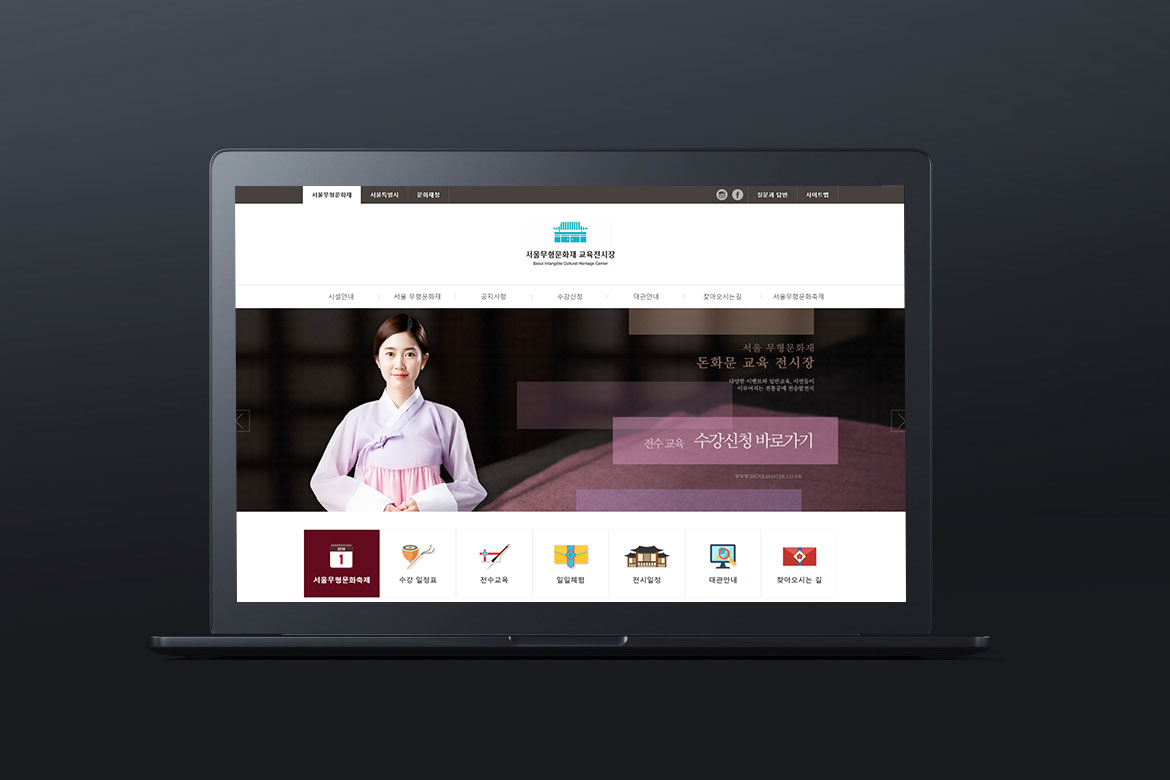 서울무형문화재 서울특별시 문화재청 질문과 답변 사이트맵
서울무형문화재 교육전시장
Seoul Intangible Cultural Heritage Center
시설안내 서울 무형문화재 공지사항 수강신청 대관안내 찾아오시는길 서울무형문화축제
서울 무형문화재
돈화문 교육 전시장
다양한 이벤트와 일반교육, 시연등이
이루어지는 전통공예 전승발전지
전수 교육 수강신청 바로가기
WWW.SEOULMASTER.CO.KR
2018
1
서울무형문화축제 수강 일정표 전수교육 일일체험 전시일정 대관안내 찾아오시는 길